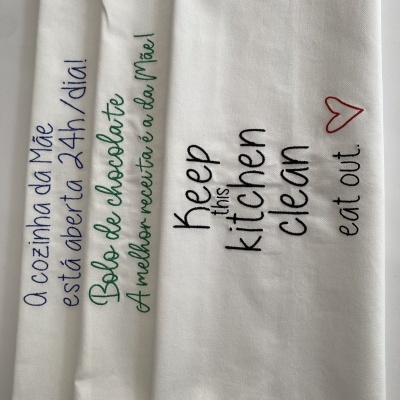 A cozinha da Mãe
está aberta 24h/dia!
Bolo de chocolate
A melhor receita é a da Mãe!
Keep
this
kitchen
clean
eat out.